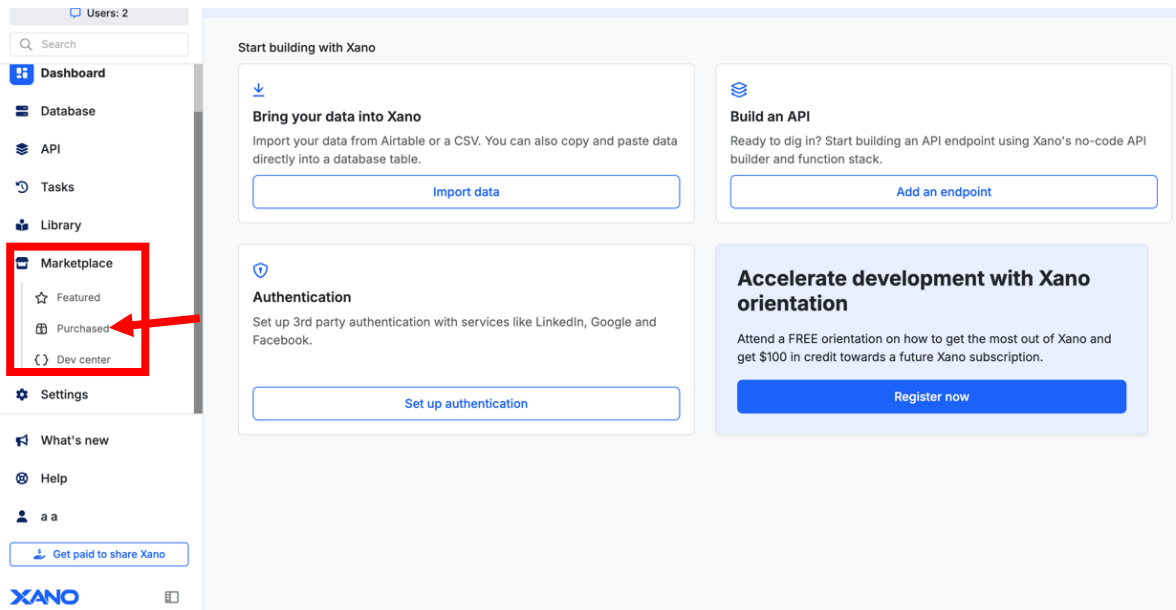 Users: 2
Search
Dashboard
Database
API
Tasks
Library
Marketplace
Featured
Purchased
Dev center
Settings
What's new
Help
a a
Get paid to share Xano
XANO
Start building with Xano
Bring your data into Xano
Import your data from Airtable or a CSV. You can also copy and paste data
directly into a database table.
Import data
Build an API
Ready to dig in? Start building an API endpoint using Xano's no-code API
builder and function stack.
Add an endpoint
Authentication
Set up 3rd party authentication with services like LinkedIn, Google and
Facebook.
Set up authentication
Accelerate development with Xano
orientation
Attend a FREE orientation on how to get the most out of Xano and
get $100 in credit towards a future Xano subscription.
Register now